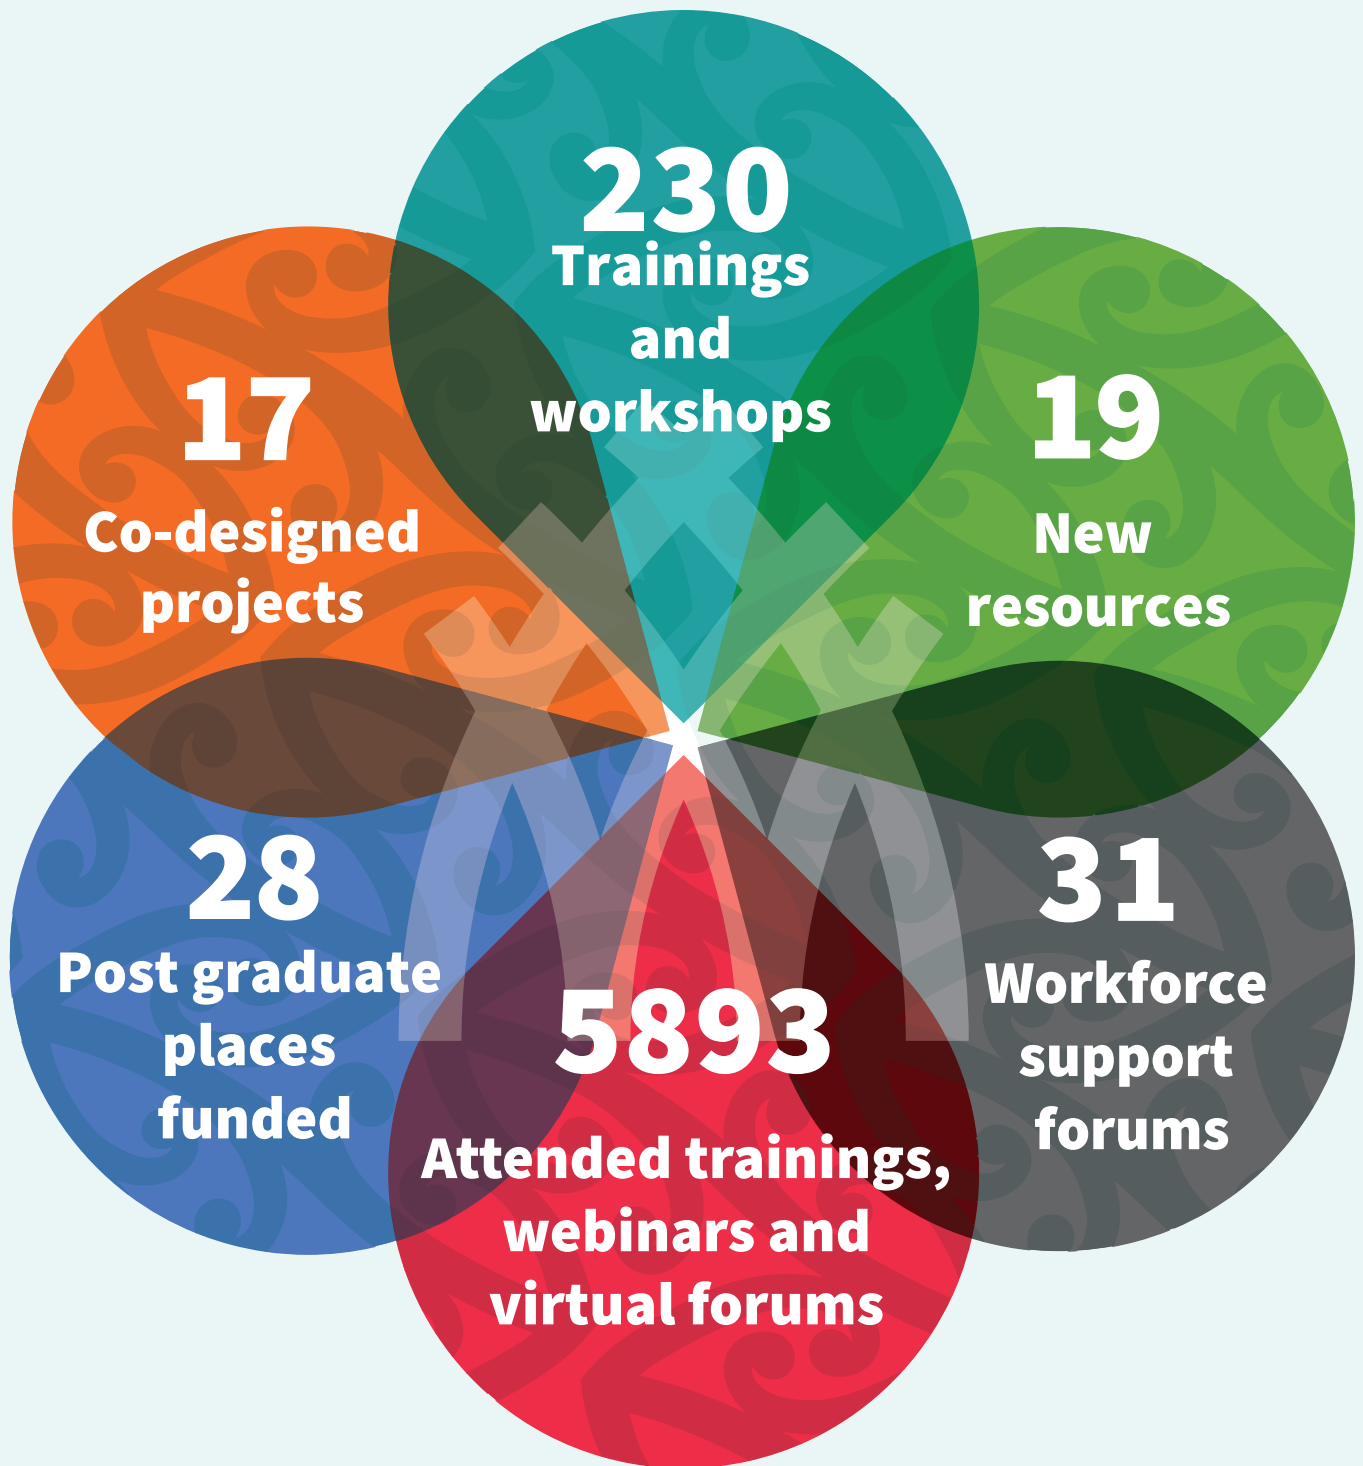 230
Trainings
and
workshops
17
Co-designed
projects
19
New
resources
28
Post graduate
places
funded
31
Workforce
support
forums
5893
Attended trainings,
webinars and
virtual forums